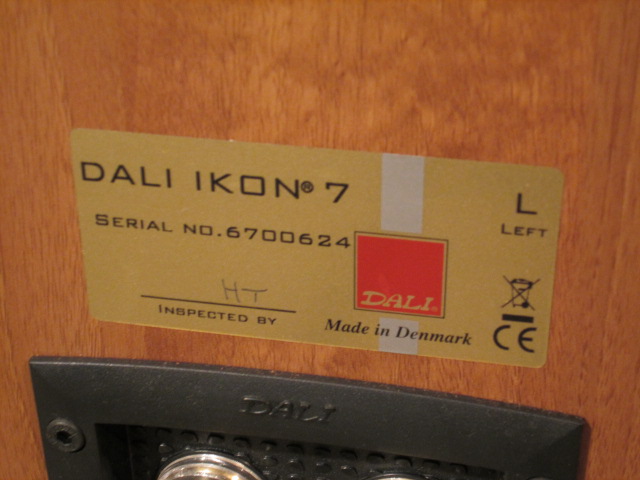 DALI IKON® 7
L
LEFT
SERIAL NO.6700624
DALI®
HT
INSPECTED BY
Made in Denmark
CE
DALI